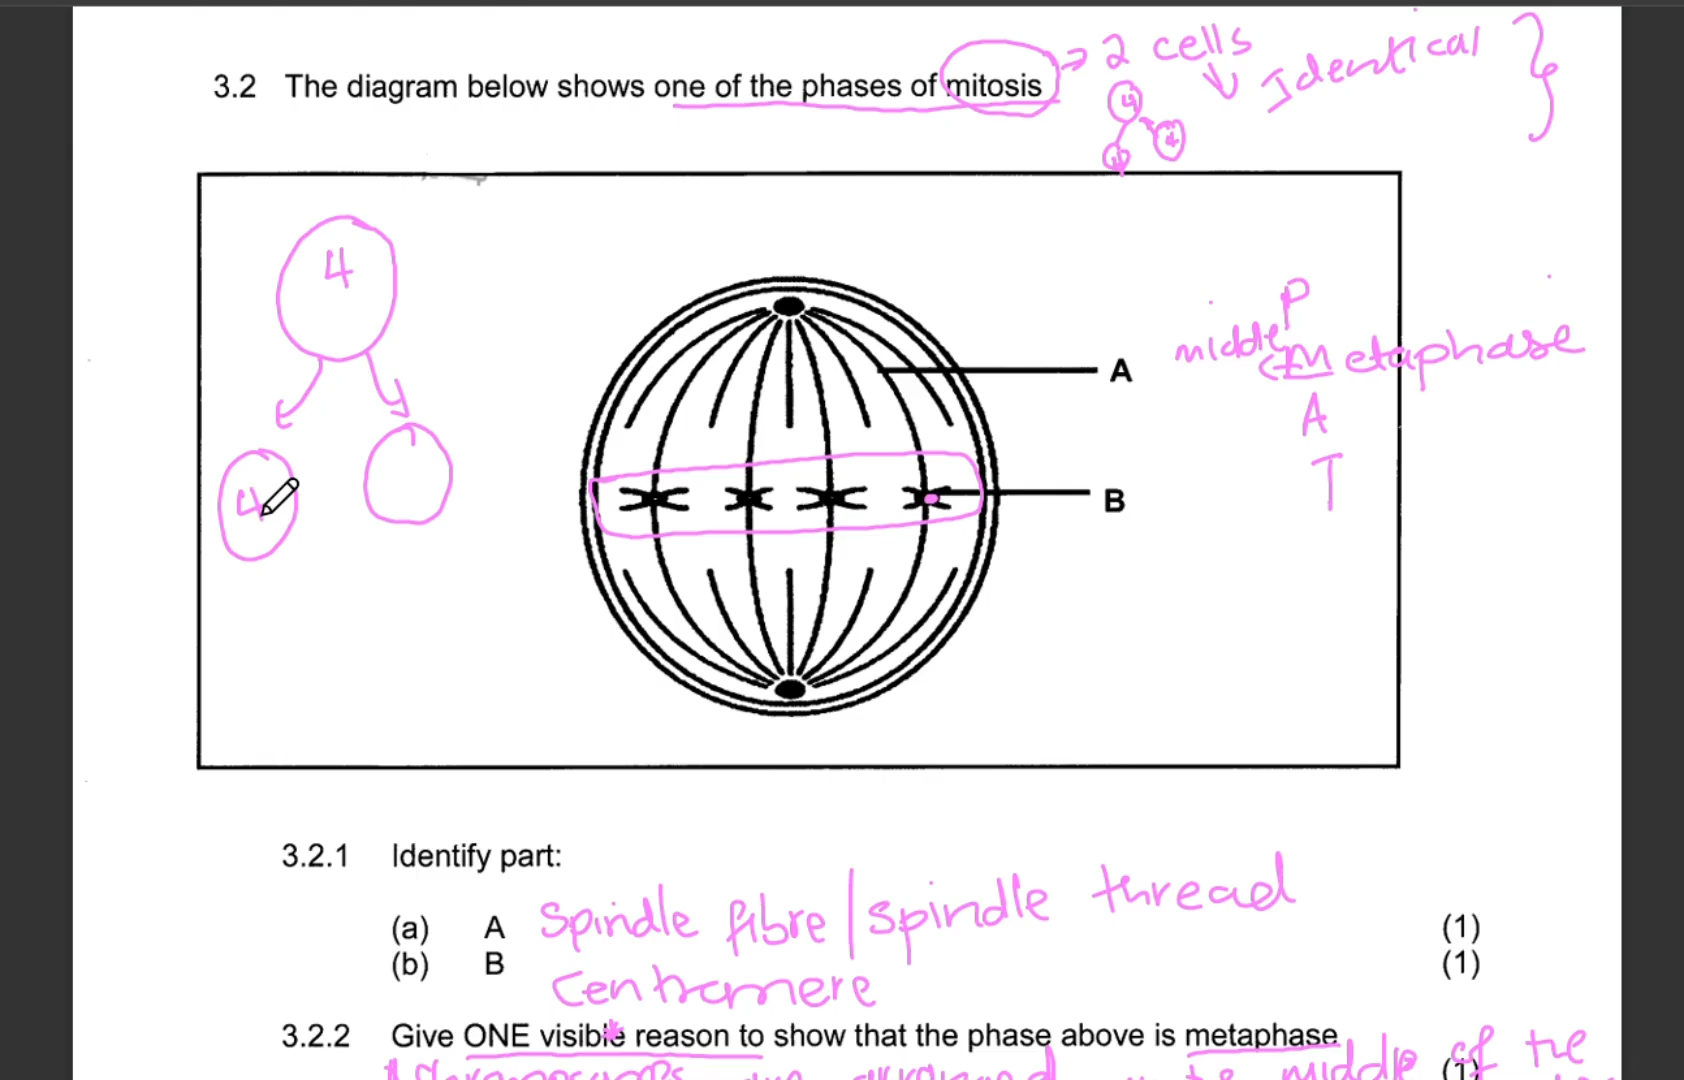 3.2 The diagram below shows one of the phases of mitosis → 2 cells
Identical
4
4
4
4
4
P
middle Metaphase
A
T
A
B
3.2.1 Identify part:
(a) A Spindle fibre/spindle thread (1)
(b) B (1)
Centromere
3.2.2 Give ONE visible reason to show that the phase above is metaphase
middle of the
(1)